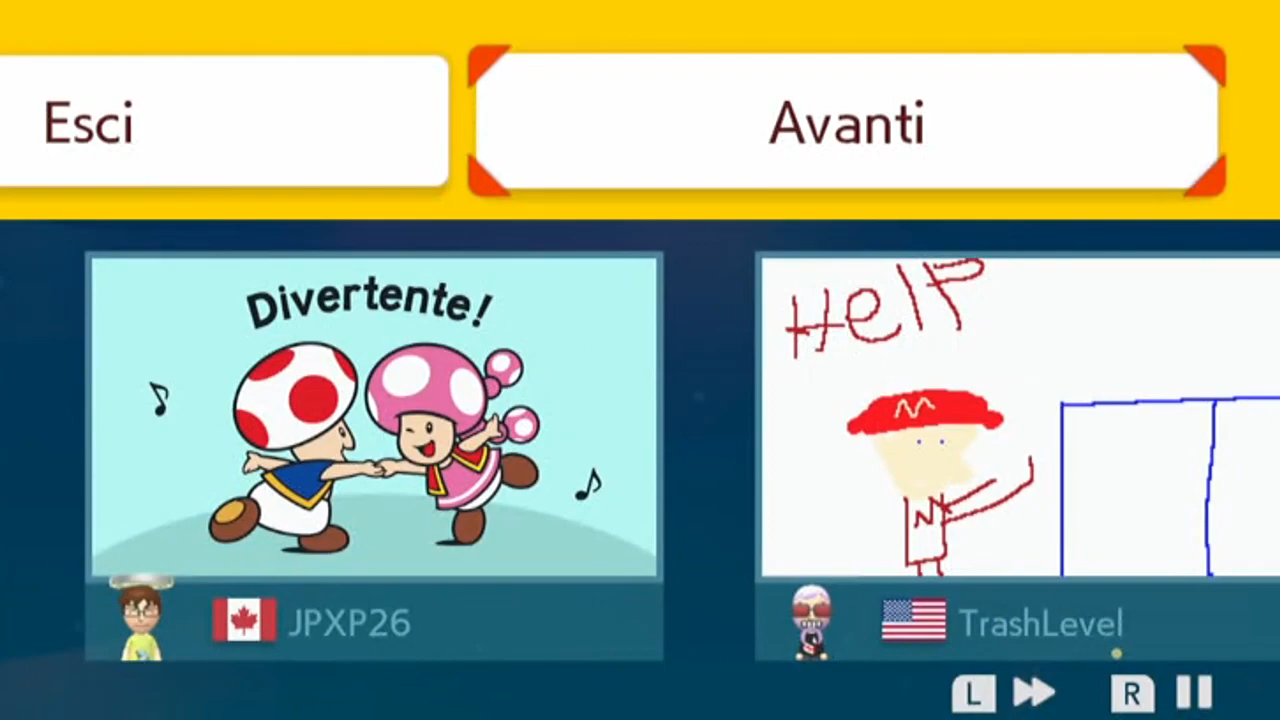 Esci
Avanti
Divertente!
HelP
M
N
JPXP26
TrashLevel
L
R